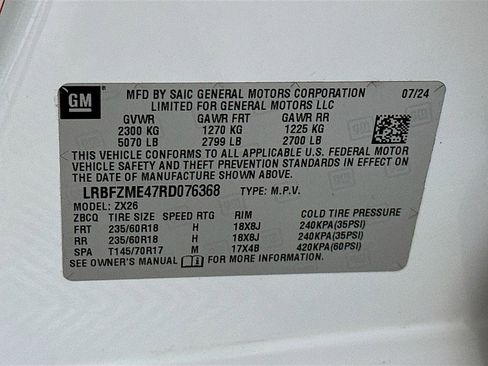 GM
MFD BY SAIC GENERAL MOTORS CORPORATION 07/24
LIMITED FOR GENERAL MOTORS LLC
GVWR GAWR FRT GAWR RR
2300 KG 1270 KG 1225 KG
5070 LB 2799 LB 2700 LB
THIS VEHICLE CONFORMS TO ALL APPLICABLE U.S. FEDERAL MOTOR
VEHICLE SAFETY AND THEFT PREVENTION STANDARDS IN EFFECT ON
THE DATE OF MANUFACTURE SHOWN ABOVE.
LRBFZME47RD076368 TYPE: M.P.V.
MODEL: ZX26
ZBCQ TIRE SIZE SPEED RTG RIM COLD TIRE PRESSURE
FRT 235/60R18 H 18X8J 240KPA(35PSI)
RR 235/60R18 H 18X8J 240KPA(35PSI)
SPA T145/70R17 M 17X4B 420KPA(60PSI)
SEE OWNER'S MANUAL FOR MORE INFORMATION.